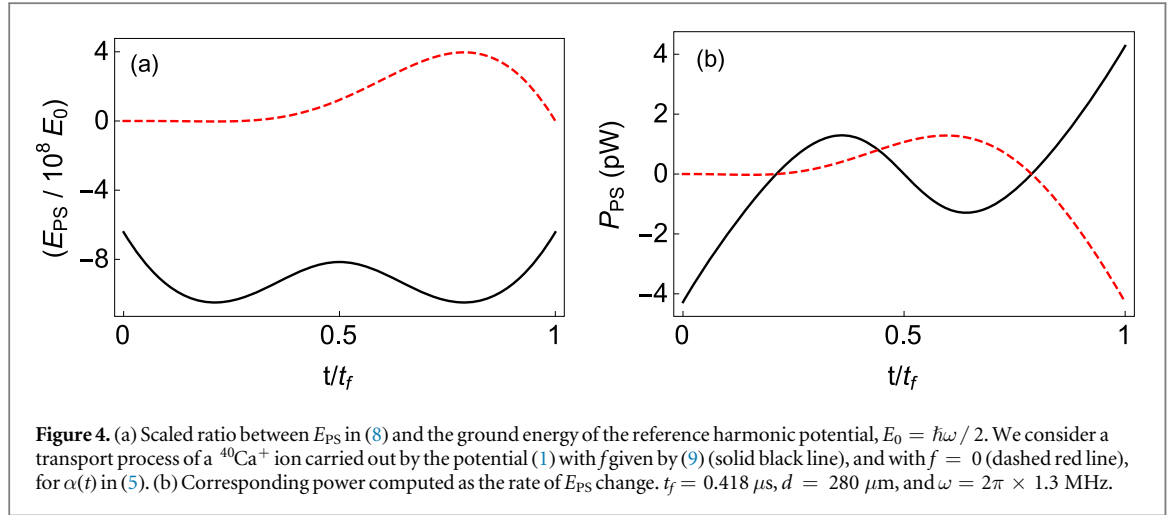 (a)
4
0
−4
−8
(E_PS / 10^8 E_0)
0
0.5
1
t/t_f
(b)
4
2
0
−2
−4
P_PS (pW)
0
0.5
1
t/t_f
Figure 4. (a) Scaled ratio between E_PS in (8) and the ground energy of the reference harmonic potential, E_0 = ℏω/2. We consider a
transport process of a ^40Ca^+ ion carried out by the potential (1) with f given by (9) (solid black line), and with f = 0 (dashed red line),
for α(t) in (5). (b) Corresponding power computed as the rate of E_PS change. t_f = 0.418 μs, d = 280 μm, and ω = 2π × 1.3 MHz.